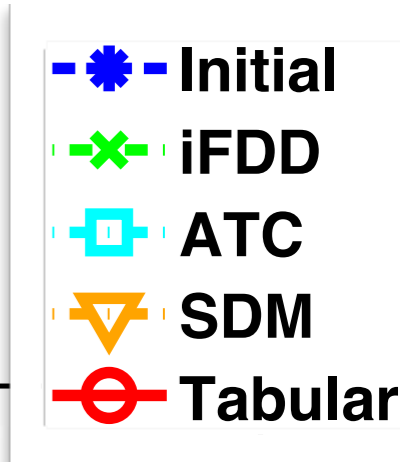 Initial
iFDD
ATC
SDM
Tabular